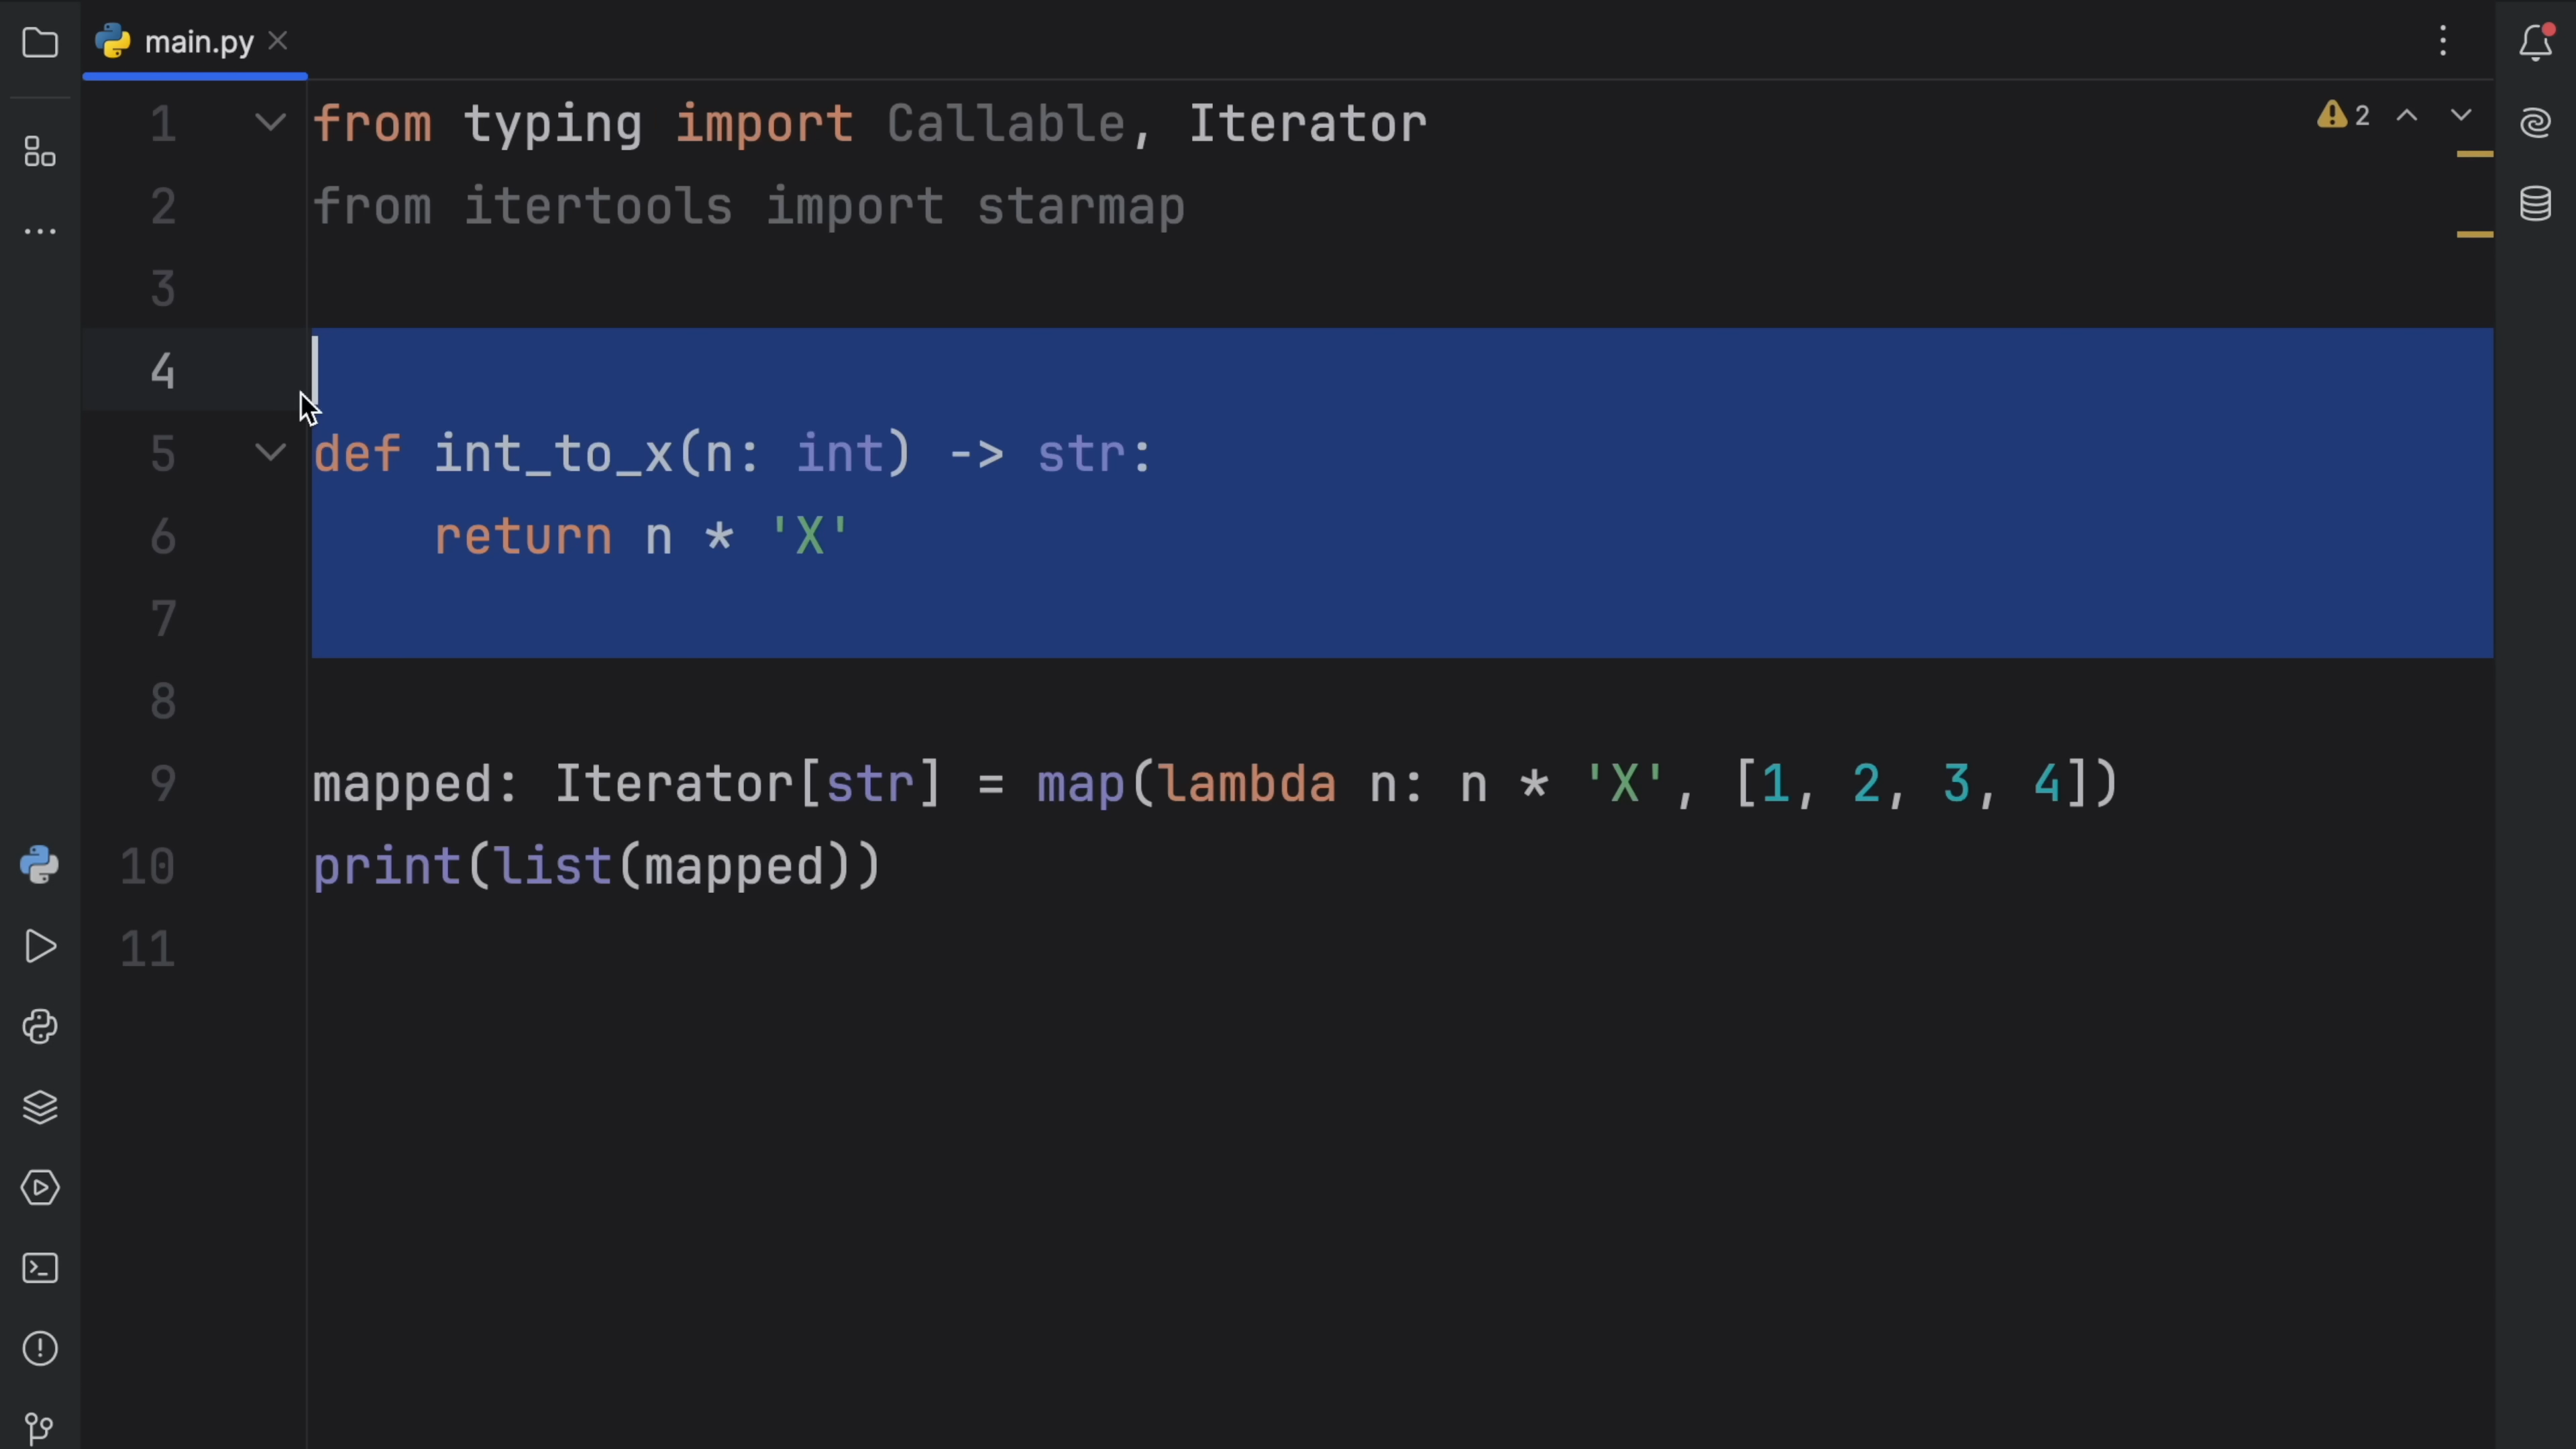 main.py
2
1 from typing import Callable, Iterator
2 from itertools import starmap
3
4
5 def int_to_x(n: int) -> str:
6     return n * 'X'
7
8
9 mapped: Iterator[str] = map(lambda n: n * 'X', [1, 2, 3, 4])
10 print(list(mapped))
11